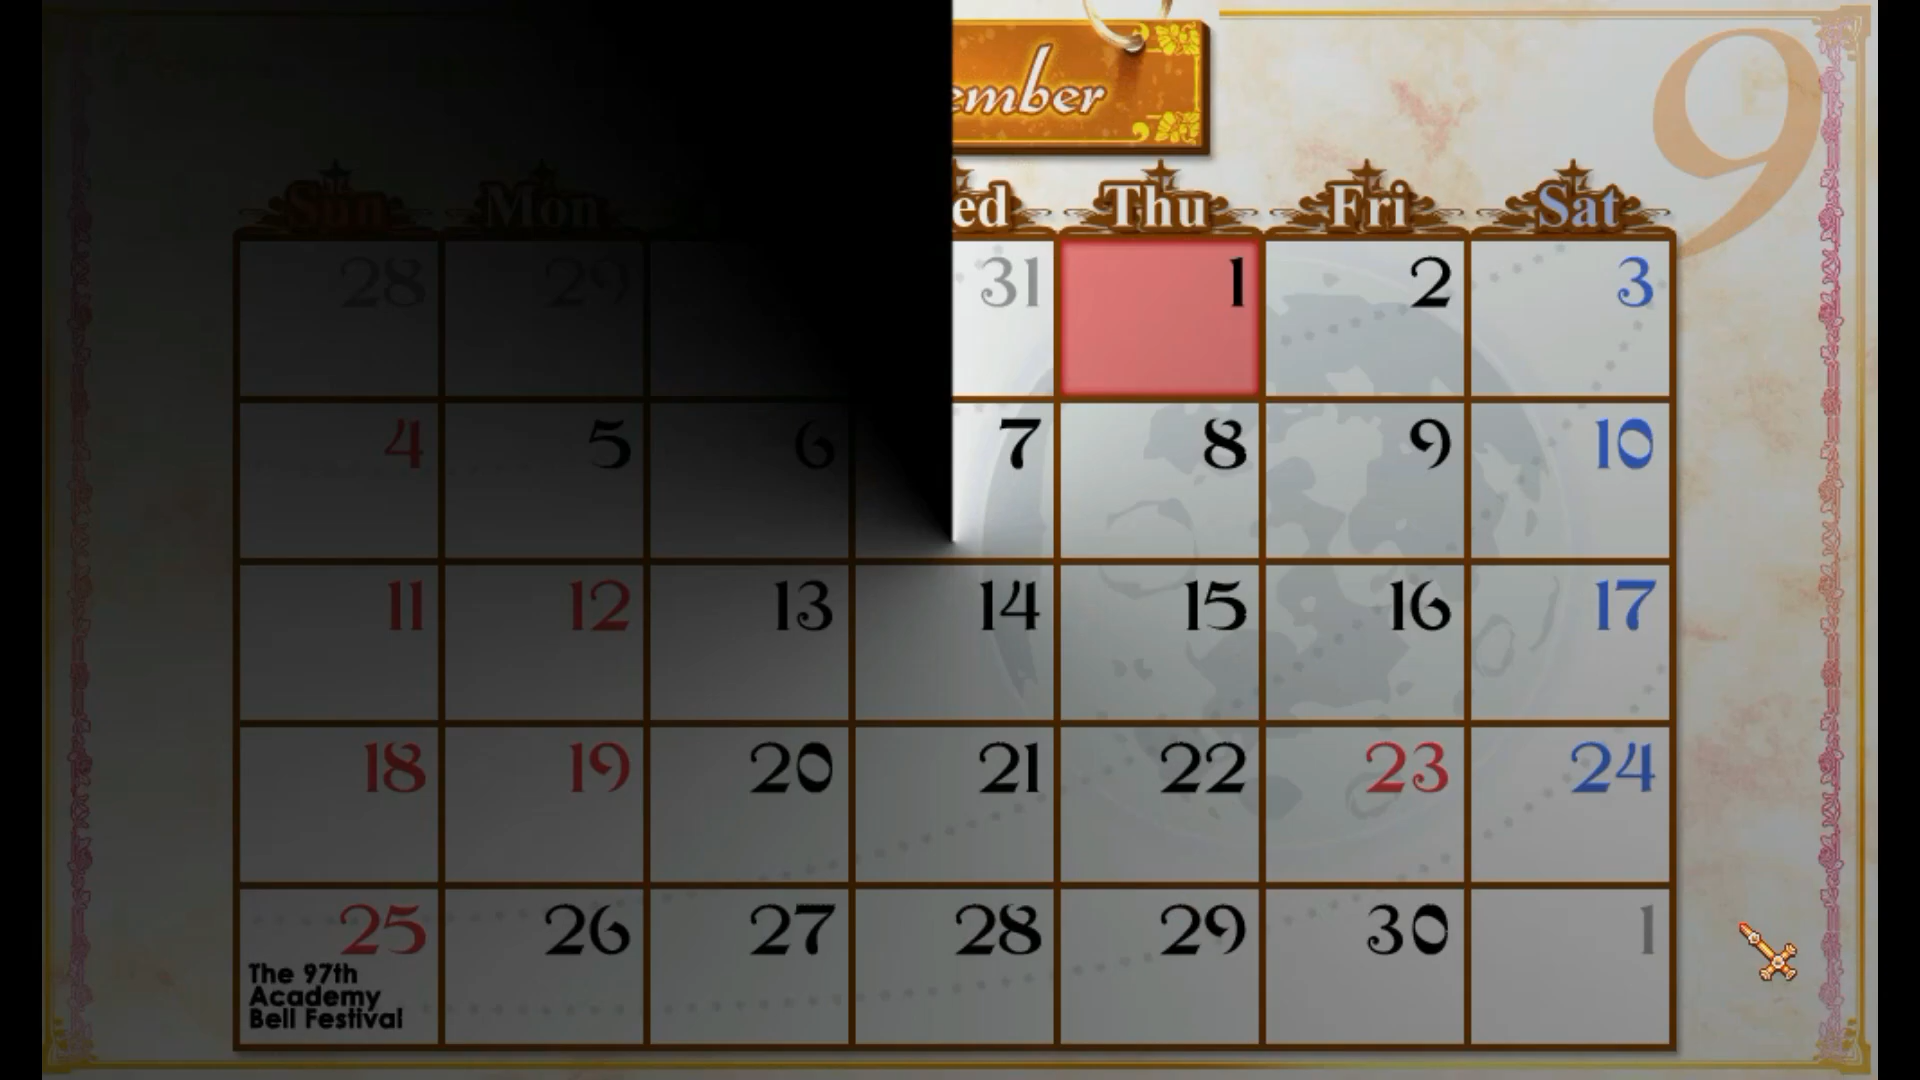 ember
9
Sun Mon ed Thu Fri Sat
28 29 31 1 2 3
4 5 6 7 8 9 10
11 12 13 14 15 16 17
18 19 20 21 22 23 24
25 26 27 28 29 30 1
The 97th
Academy
Bell Festival